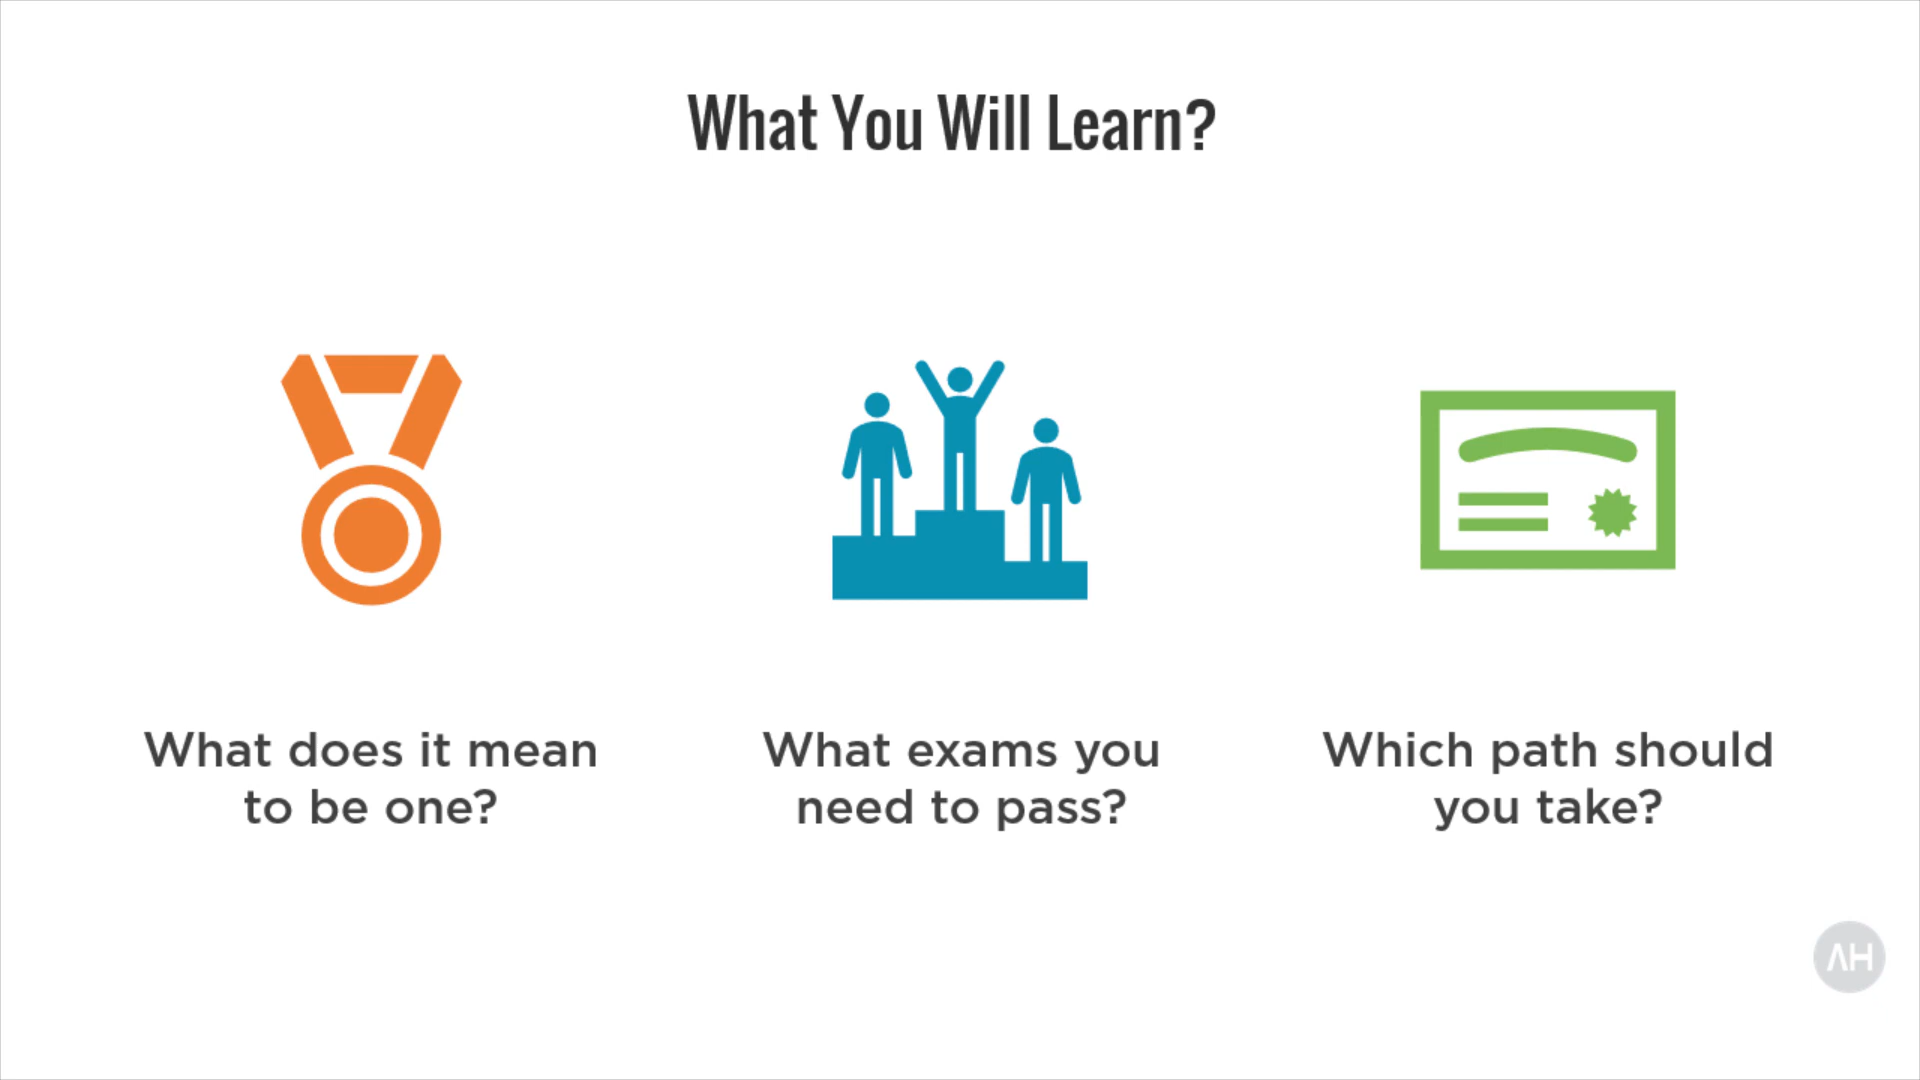 What You Will Learn?
What does it mean
to be one?
What exams you
need to pass?
Which path should
you take?
AH